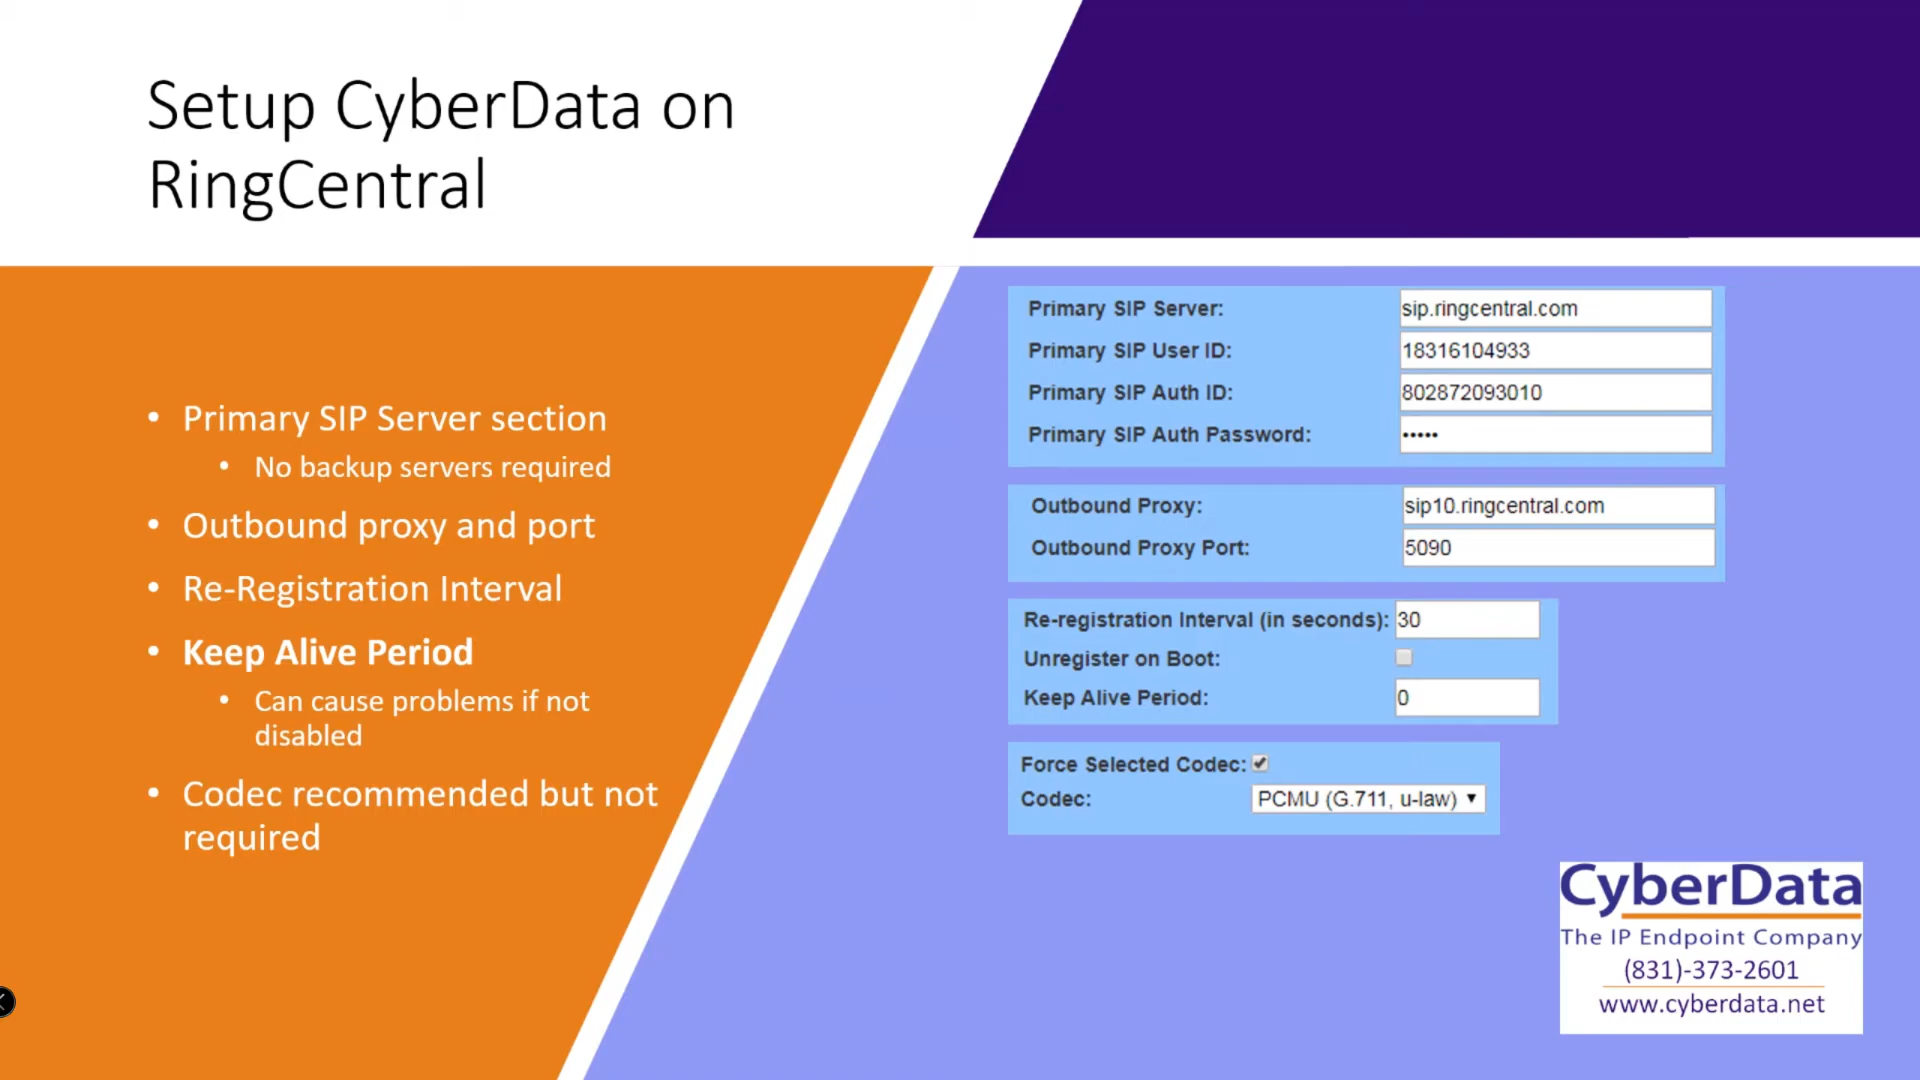 Setup CyberData on
RingCentral
• Primary SIP Server section
• No backup servers required
• Outbound proxy and port
• Re-Registration Interval
• Keep Alive Period
• Can cause problems if not
disabled
• Codec recommended but not
required
Primary SIP Server: sip.ringcentral.com
Primary SIP User ID: 18316104933
Primary SIP Auth ID: 802872093010
Primary SIP Auth Password: •••••
Outbound Proxy: sip10.ringcentral.com
Outbound Proxy Port: 5090
Re-registration Interval (in seconds): 30
Unregister on Boot:
Keep Alive Period: 0
Force Selected Codec:
Codec: PCMU (G.711, u-law)
CyberData
The IP Endpoint Company
(831)-373-2601
www.cyberdata.net